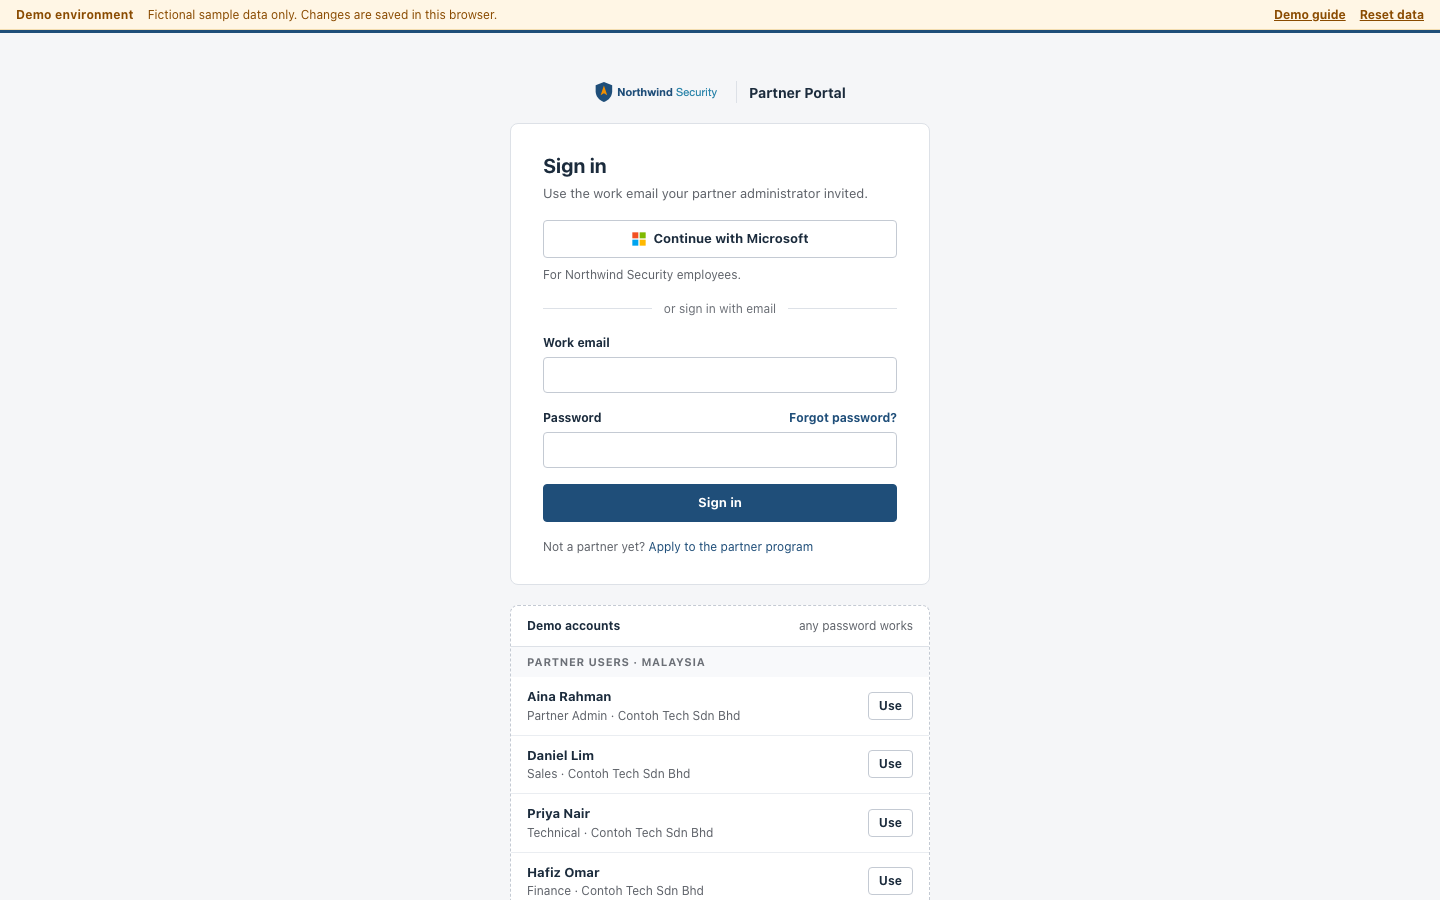 Demo environment Fictional sample data only. Changes are saved in this browser. Demo guide Reset data
Northwind Security Partner Portal
Sign in
Use the work email your partner administrator invited.
Continue with Microsoft
For Northwind Security employees.
or sign in with email
Work email
Password Forgot password?
Sign in
Not a partner yet? Apply to the partner program
Demo accounts any password works
PARTNER USERS · MALAYSIA
Aina Rahman
Partner Admin · Contoh Tech Sdn Bhd
Use
Daniel Lim
Sales · Contoh Tech Sdn Bhd
Use
Priya Nair
Technical · Contoh Tech Sdn Bhd
Use
Hafiz Omar
Finance · Contoh Tech Sdn Bhd
Use